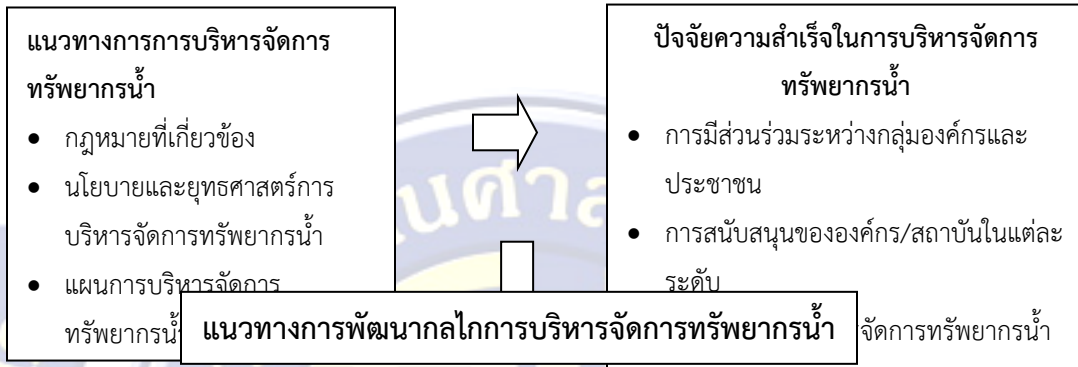 แนวทางการการบริหารจัดการ
ทรัพยากรน้ำ
• กฎหมายที่เกี่ยวข้อง
• นโยบายและยุทธศาสตร์การ
บริหารจัดการทรัพยากรน้ำ
• แผนการบริหารจัดการ
ทรัพยากรน้ำ
ปัจจัยความสำเร็จในการบริหารจัดการ
ทรัพยากรน้ำ
• การมีส่วนร่วมระหว่างกลุ่มองค์กรและ
ประชาชน
• การสนับสนุนขององค์กร/สถาบันในแต่ละ
ระดับ
จัดการทรัพยากรน้ำ
แนวทางการพัฒนากลไกการบริหารจัดการทรัพยากรน้ำ